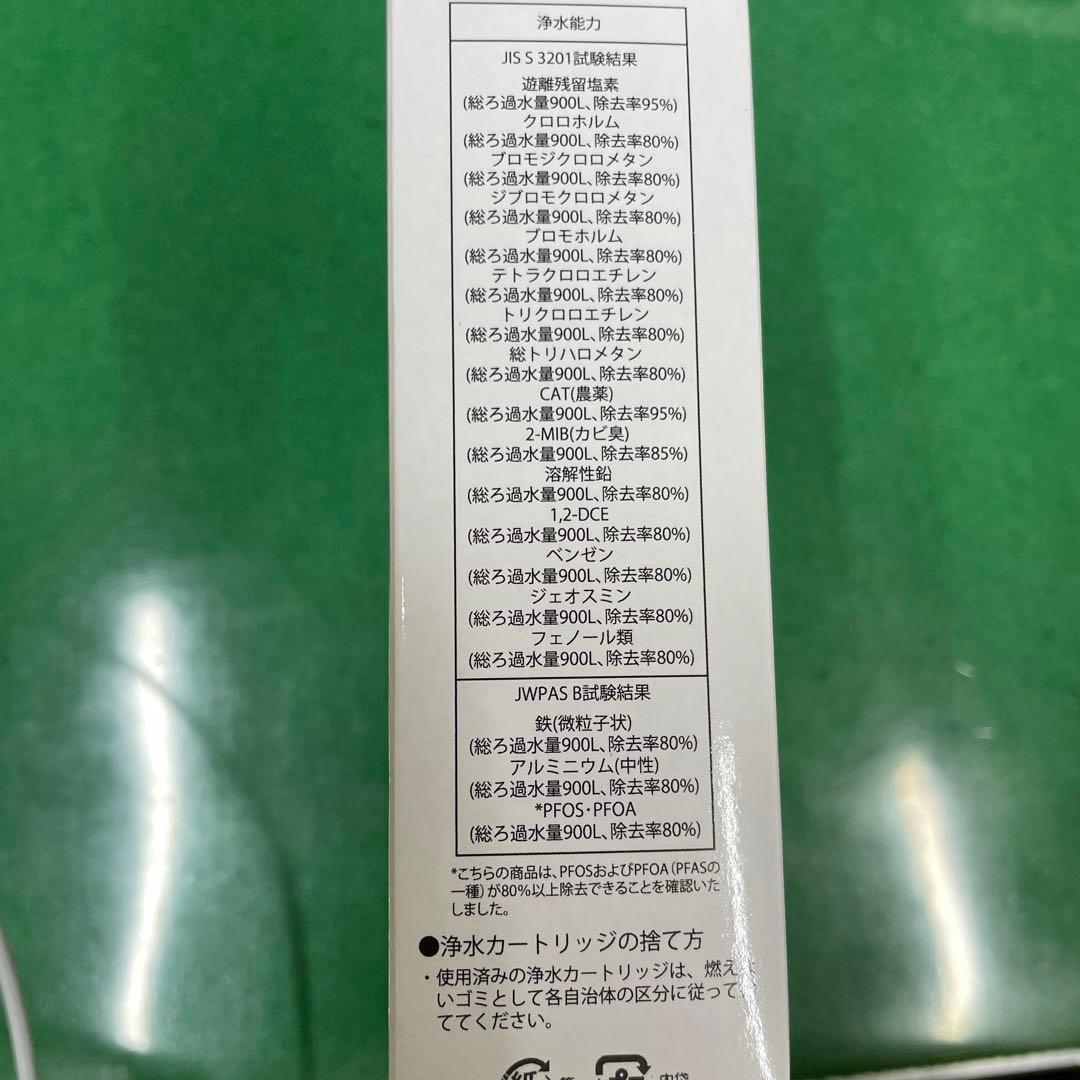 浄水能力
JIS S 3201試験結果
遊離残留塩素
(総ろ過水量900L、除去率95%)
クロロホルム
(総ろ過水量900L、除去率80%)
ブロモジクロロメタン
(総ろ過水量900L、除去率80%)
ジブロモクロロメタン
(総ろ過水量900L、除去率80%)
ブロモホルム
(総ろ過水量900L、除去率80%)
テトラクロロエチレン
(総ろ過水量900L、除去率80%)
トリクロロエチレン
(総ろ過水量900L、除去率80%)
総トリハロメタン
(総ろ過水量900L、除去率80%)
CAT(農薬)
(総ろ過水量900L、除去率95%)
2-MIB(カビ臭)
(総ろ過水量900L、除去率85%)
溶解性鉛
(総ろ過水量900L、除去率80%)
1,2-DCE
(総ろ過水量900L、除去率80%)
ベンゼン
(総ろ過水量900L、除去率80%)
ジェオスミン
(総ろ過水量900L、除去率80%)
フェノール類
(総ろ過水量900L、除去率80%)
JWPAS B試験結果
鉄(微粒子状)
(総ろ過水量900L、除去率80%)
アルミニウム(中性)
(総ろ過水量900L、除去率80%)
*PFOS・PFOA
(総ろ過水量900L、除去率80%)
*こちらの商品は、PFOSおよびPFOA(PFASの
一種)が80%以上除去できることを確認いた
しました。
●浄水カートリッジの捨て方
・使用済みの浄水カートリッジは、燃え
いゴミとして各自治体の区分に従って
ててください。
紙
プ
内袋